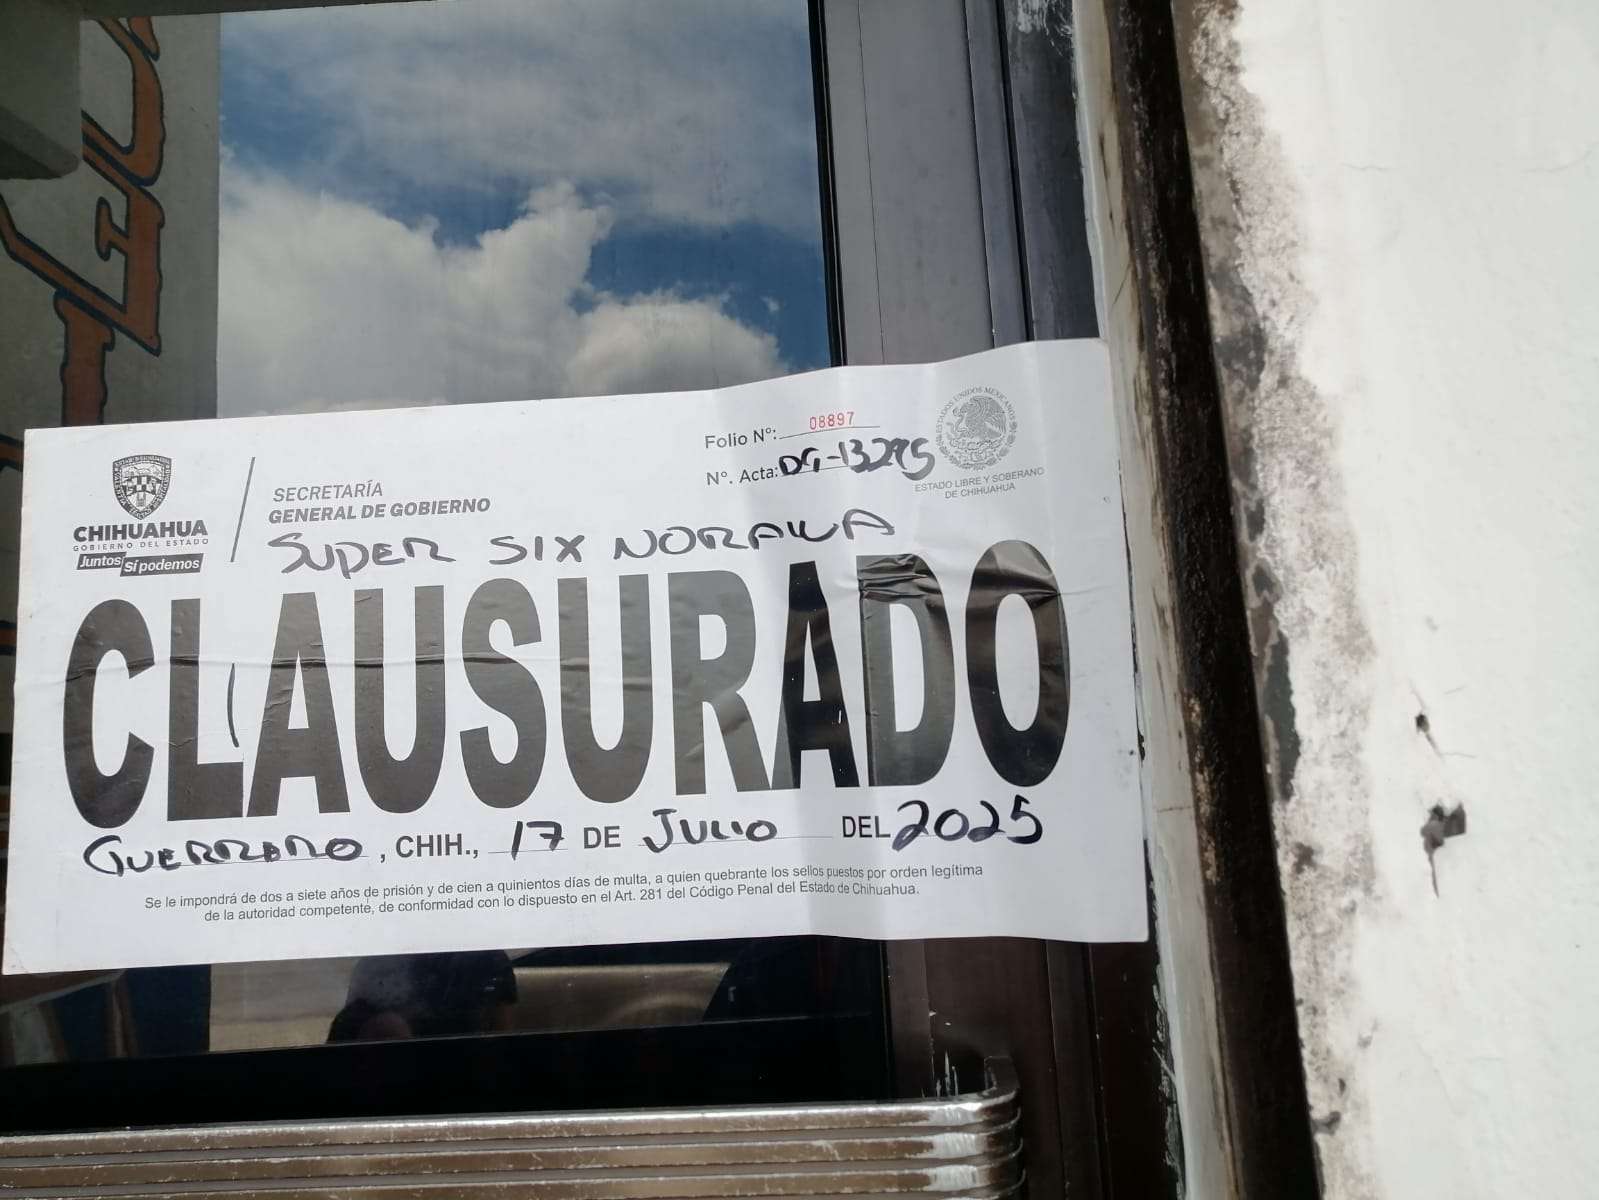 Folio Nº: 08897
Nº. Acta: DG-13295
ESTADOS UNIDOS MEXICANOS
ESTADO LIBRE Y SOBERANO
DE CHIHUAHUA
CHIHUAHUA
GOBIERNO DEL ESTADO
Juntos Sí podemos
SECRETARÍA
GENERAL DE GOBIERNO
SUPER SIX NORAWA
CLAUSURADO
GUERRERO, CHIH., 17 DE JULIO DEL 2025
Se le impondrá de dos a siete años de prisión y de cien a quinientos días de multa, a quien quebrante los sellos puestos por orden legítima
de la autoridad competente, de conformidad con lo dispuesto en el Art. 281 del Código Penal del Estado de Chihuahua.